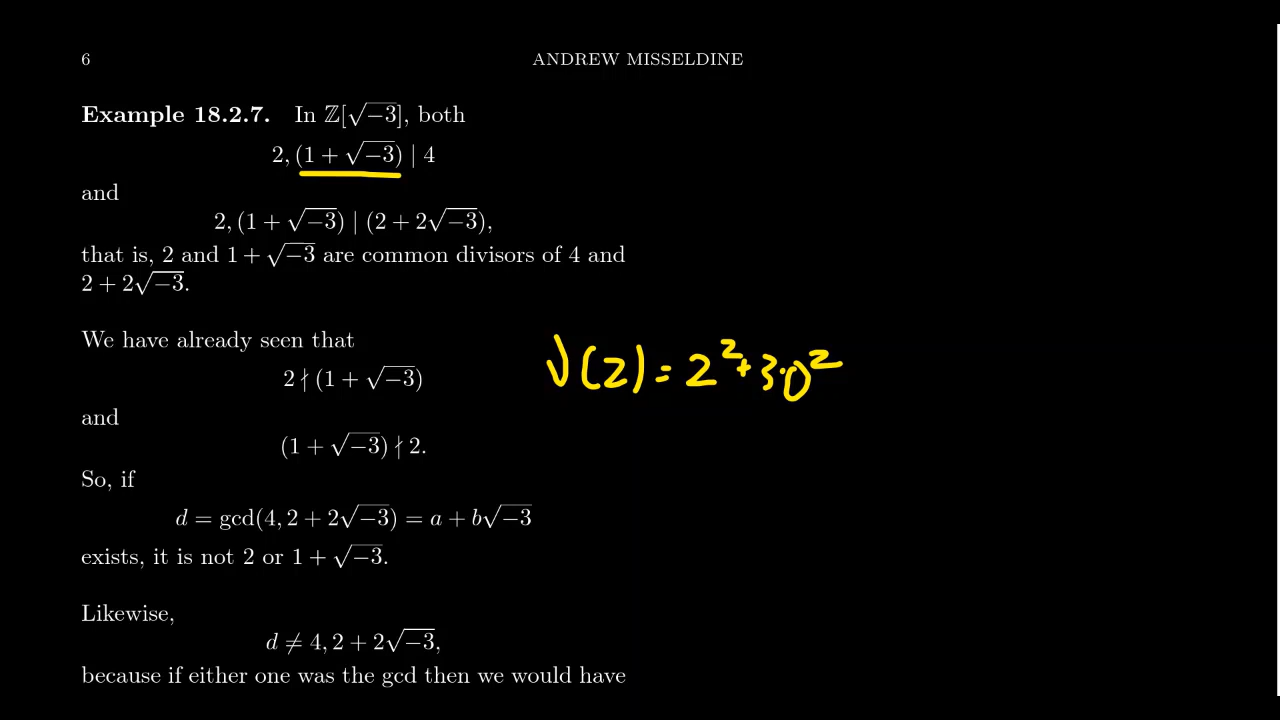 6 ANDREW MISSELDINE
Example 18.2.7. In ℤ[√−3], both
2, (1 + √−3) | 4
and
2, (1 + √−3) | (2 + 2√−3),
that is, 2 and 1 + √−3 are common divisors of 4 and
2 + 2√−3.
We have already seen that
2 ∤ (1 + √−3)
ν(2) = 2² + 3·0²
and
(1 + √−3) ∤ 2.
So, if
d = gcd(4, 2 + 2√−3) = a + b√−3
exists, it is not 2 or 1 + √−3.
Likewise,
d ≠ 4, 2 + 2√−3,
because if either one was the gcd then we would have